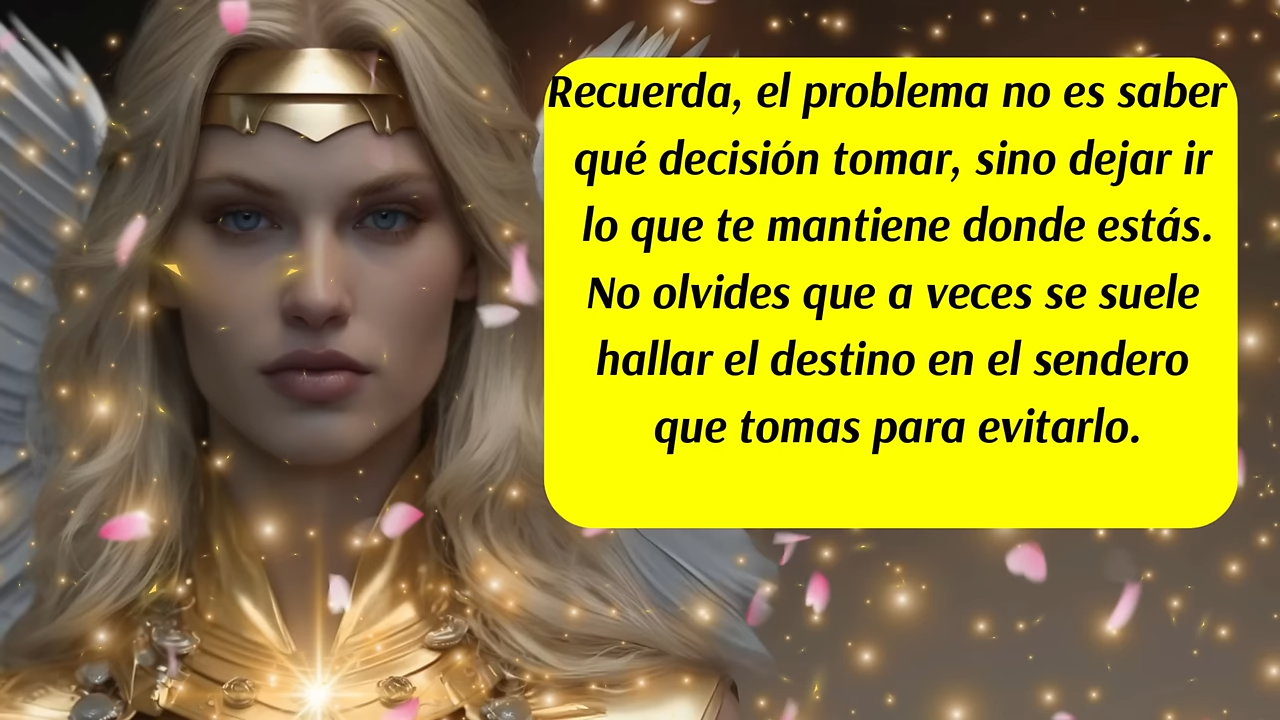 Recuerda, el problema no es saber
qué decisión tomar, sino dejar ir
lo que te mantiene donde estás.
No olvides que a veces se suele
hallar el destino en el sendero
que tomas para evitarlo.